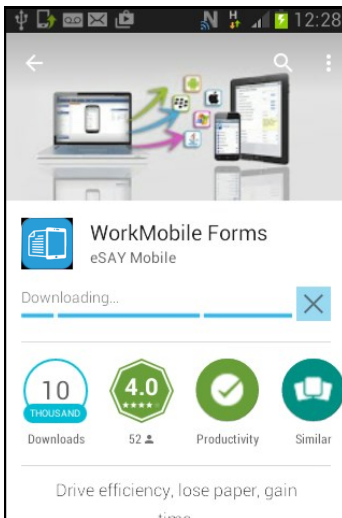 12:28
WorkMobile Forms
eSAY Mobile
Downloading...
10
THOUSAND
Downloads
4.0
52
Productivity
Similar
Drive efficiency, lose paper, gain
time